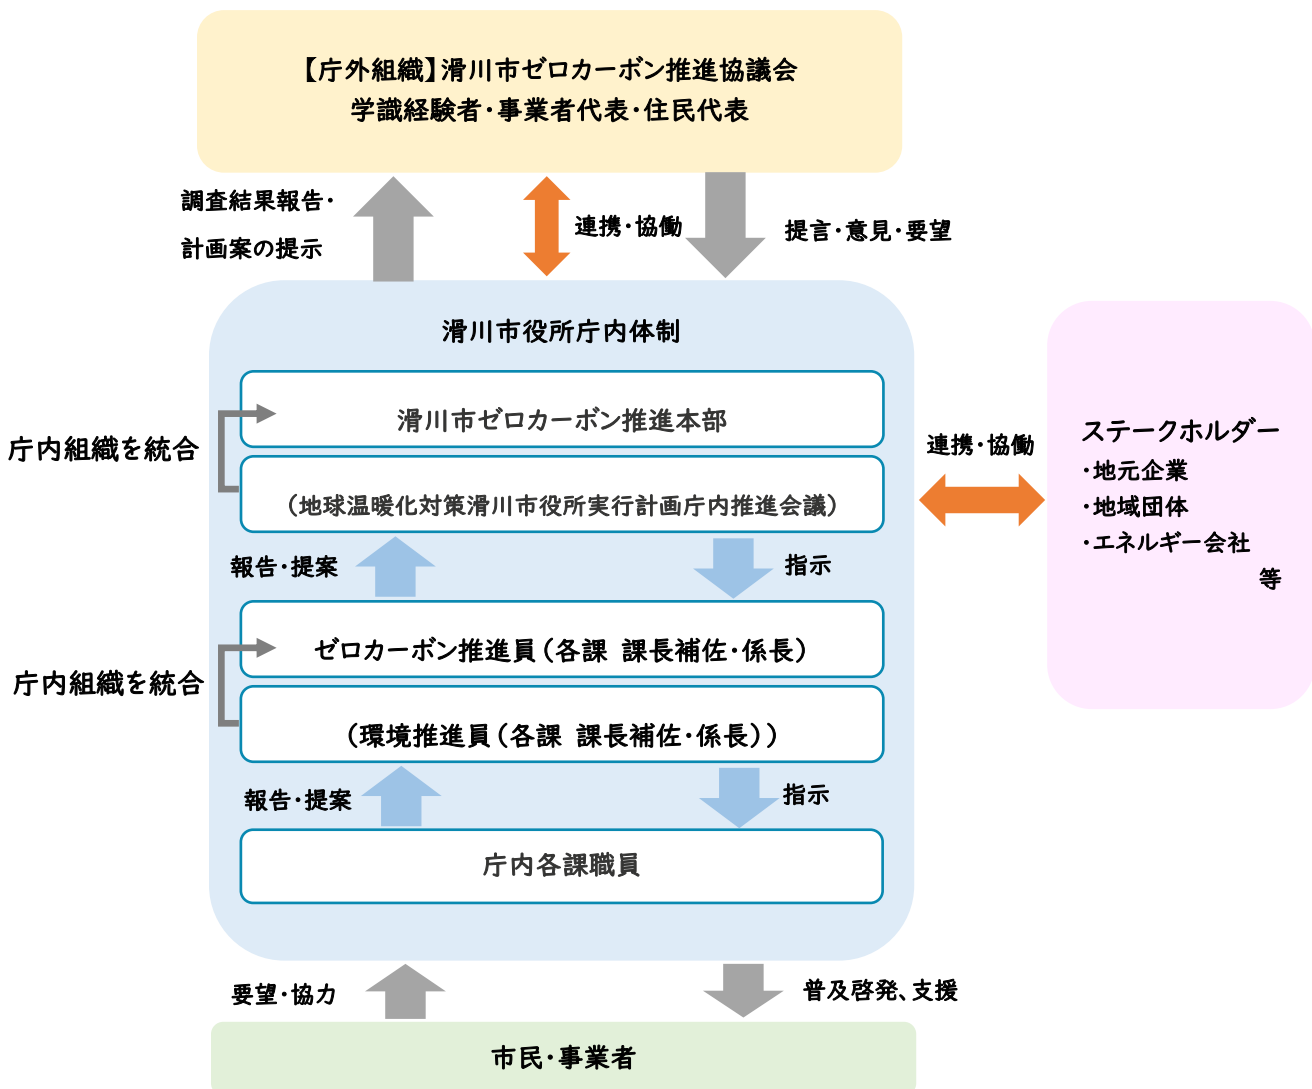 【庁外組織】滑川市ゼロカーボン推進協議会
学識経験者・事業者代表・住民代表
調査結果報告・
計画案の提示
連携・協働
提言・意見・要望
滑川市役所庁内体制
滑川市ゼロカーボン推進本部
庁内組織を統合
（地球温暖化対策滑川市役所実行計画庁内推進会議）
報告・提案
指示
ゼロカーボン推進員（各課 課長補佐・係長）
庁内組織を統合
（環境推進員（各課 課長補佐・係長））
報告・提案
指示
庁内各課職員
連携・協働
ステークホルダー
・地元企業
・地域団体
・エネルギー会社
等
要望・協力
普及啓発、支援
市民・事業者